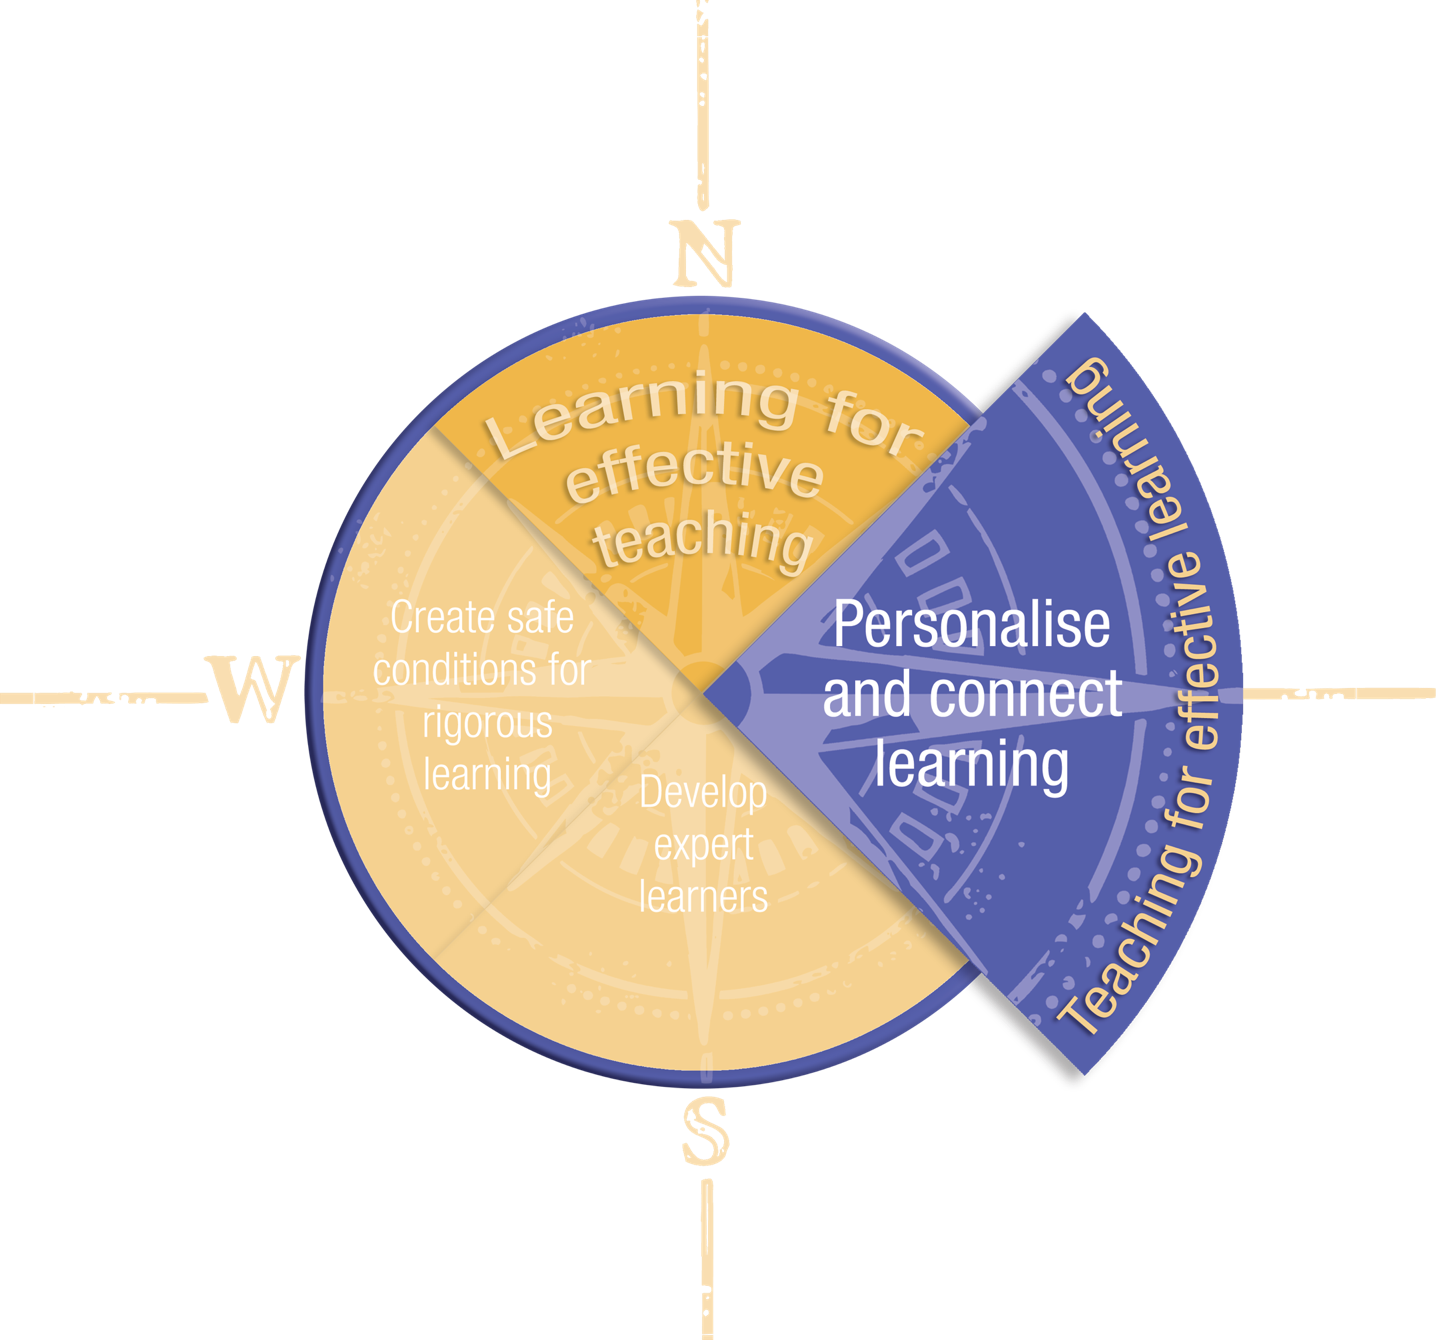 N
Learning for
effective
teaching
W
Create safe
conditions for
rigorous
learning
Develop
expert
learners
Personalise
and connect
learning
Teaching for effective learning
S